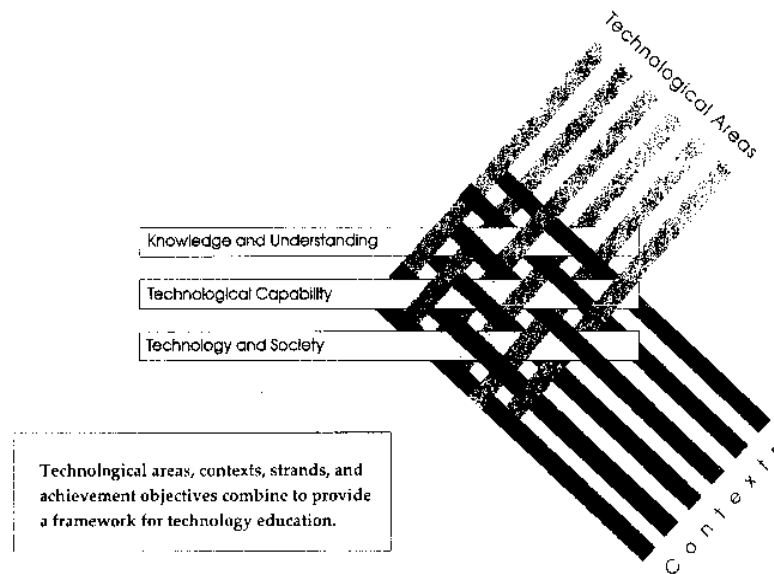 Technological Areas
Knowledge and Understanding
Technological Capability
Technology and Society
Technological areas, contexts, strands, and
achievement objectives combine to provide
a framework for technology education.
Contexts